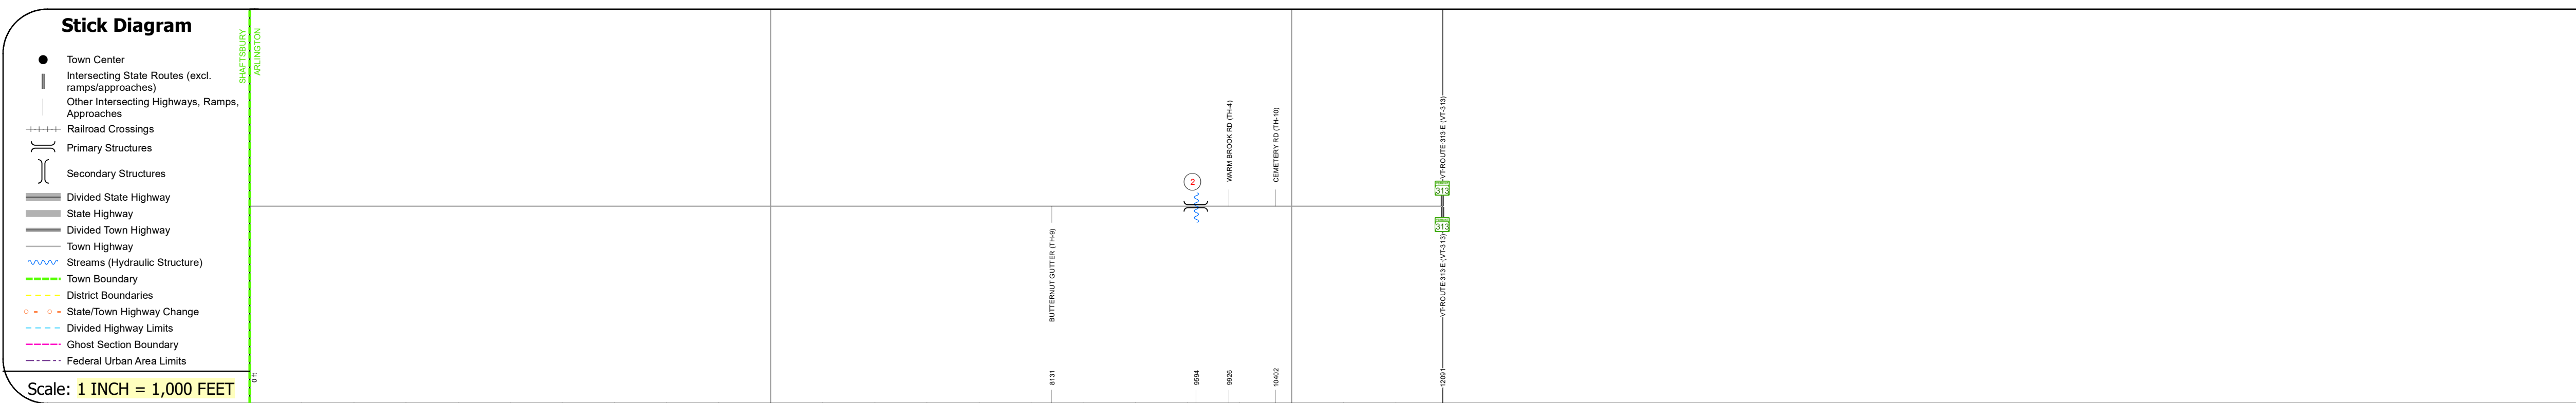 Stick Diagram
Town Center
Intersecting State Routes (excl.
ramps/approaches)
Other Intersecting Highways, Ramps,
Approaches
Railroad Crossings
Primary Structures
Secondary Structures
Divided State Highway
State Highway
Divided Town Highway
Town Highway
Streams (Hydraulic Structure)
Town Boundary
District Boundaries
State/Town Highway Change
Divided Highway Limits
Ghost Section Boundary
Federal Urban Area Limits
Scale: 1 INCH = 1,000 FEET
SHAFTSBURY
ARLINGTON
0 ft
BUTTERNUT GUTTER (TH-9)
8131
2
9594
WARM BROOK RD (TH-4)
9926
CEMETERY RD (TH-10)
10402
VT-ROUTE 313 E (VT-313)
313
313
VT-ROUTE 313 E (VT-313)
12091